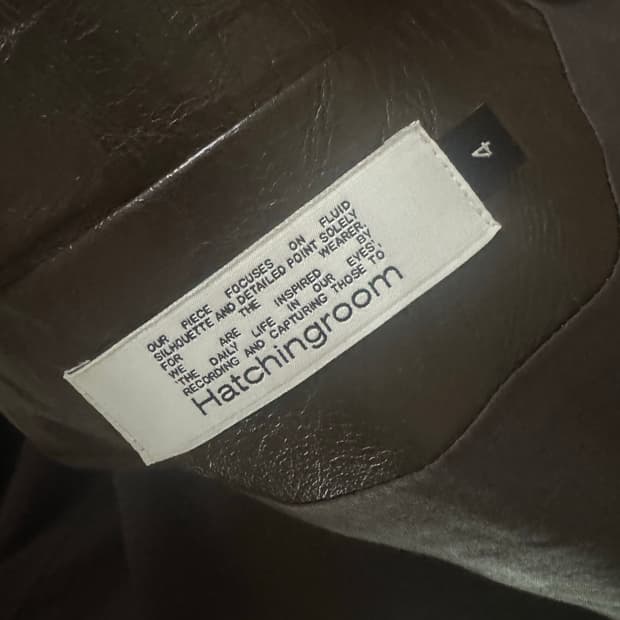 OUR PIECE FOCUSES ON FLUID
SILHOUETTE AND DETAILED POINT SOLELY
FOR THE WEARER,
WE ARE INSPIRED BY
'THE DAILY LIFE IN OUR EYES',
RECORDING AND CAPTURING THOSE TO
Hatchingroom
4